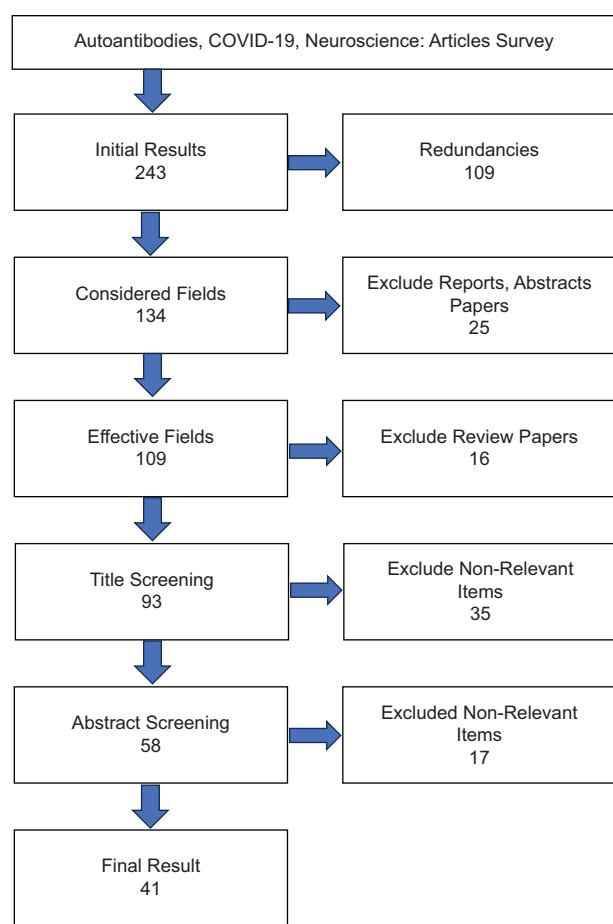 Autoantibodies, COVID-19, Neuroscience: Articles Survey
Initial Results
243
Redundancies
109
Considered Fields
134
Exclude Reports, Abstracts
Papers
25
Effective Fields
109
Exclude Review Papers
16
Title Screening
93
Exclude Non-Relevant
Items
35
Abstract Screening
58
Excluded Non-Relevant
Items
17
Final Result
41